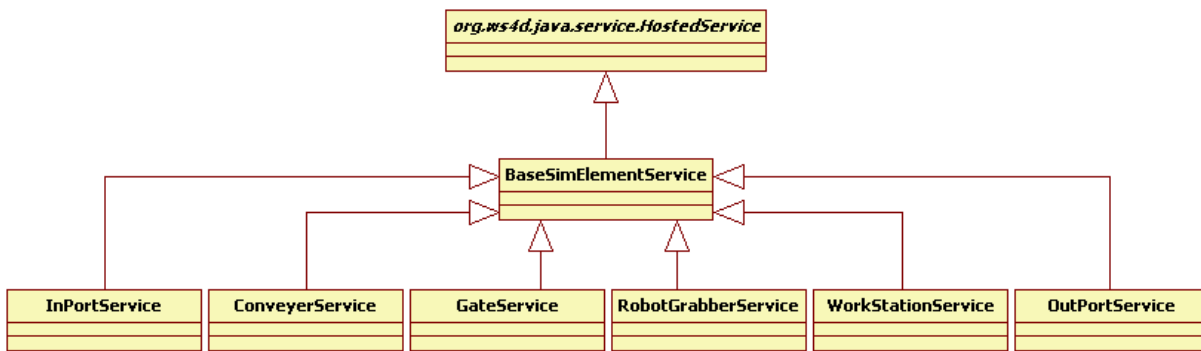 org.ws4d.java.service.HostedService
BaseSimElementService
InPortService
ConveyerService
GateService
RobotGrabberService
WorkStationService
OutPortService